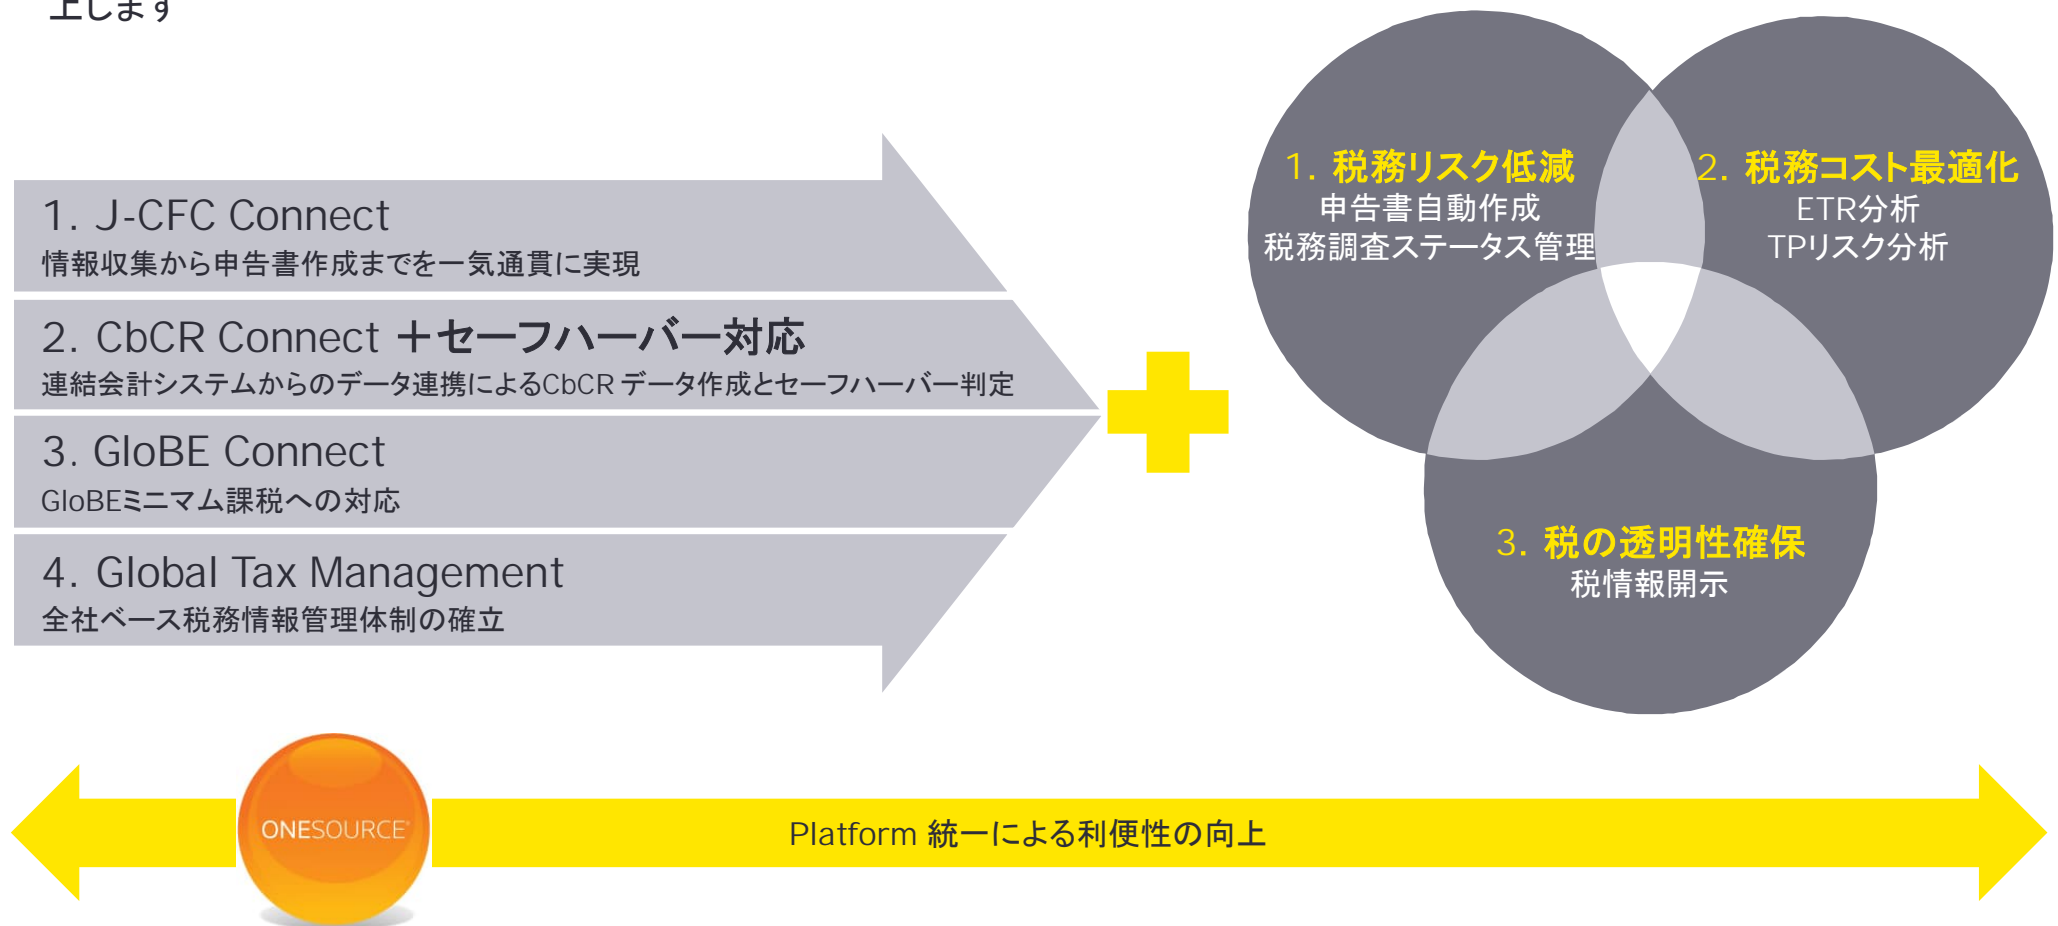 上します
1. J-CFC Connect
情報収集から申告書作成までを一気通貫に実現
2. CbCR Connect ＋セーフハーバー対応
連結会計システムからのデータ連携によるCbCR データ作成とセーフハーバー判定
3. GloBE Connect
GloBEミニマム課税への対応
4. Global Tax Management
全社ベース税務情報管理体制の確立
1. 税務リスク低減
申告書自動作成
税務調査ステータス管理
2. 税務コスト最適化
ETR分析
TPリスク分析
3. 税の透明性確保
税情報開示
ONESOURCE®
Platform 統一による利便性の向上